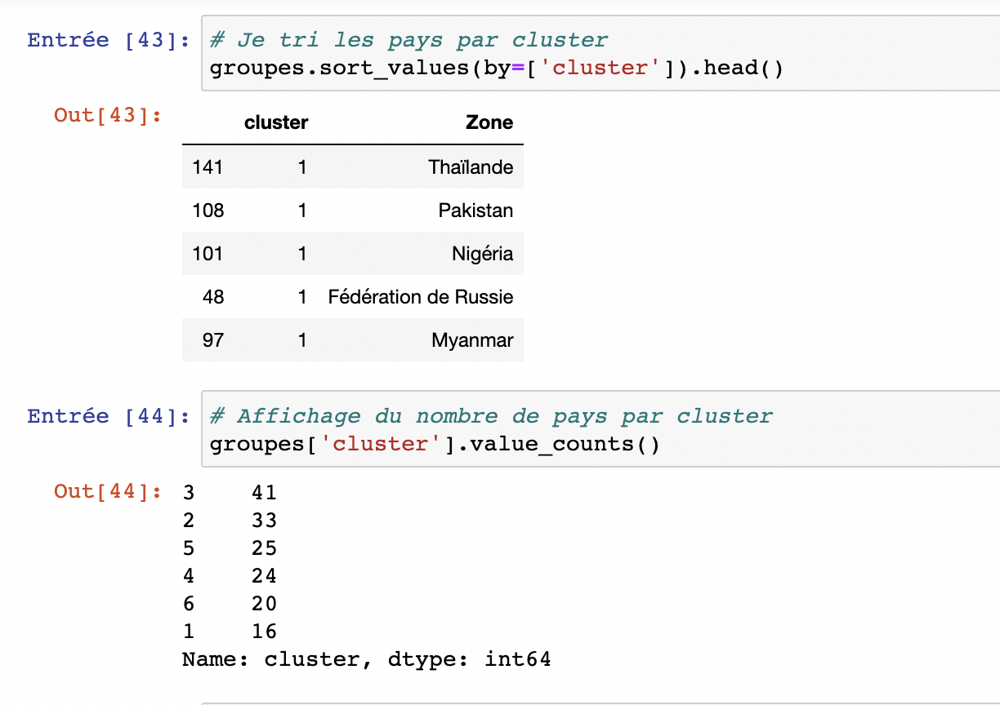 Entrée [43]: # Je tri les pays par cluster
groupes.sort_values(by=['cluster']).head()
Out[43]:
cluster Zone
141 1 Thaïlande
108 1 Pakistan
101 1 Nigéria
48 1 Fédération de Russie
97 1 Myanmar
Entrée [44]: # Affichage du nombre de pays par cluster
groupes['cluster'].value_counts()
Out[44]: 3 41
2 33
5 25
4 24
6 20
1 16
Name: cluster, dtype: int64